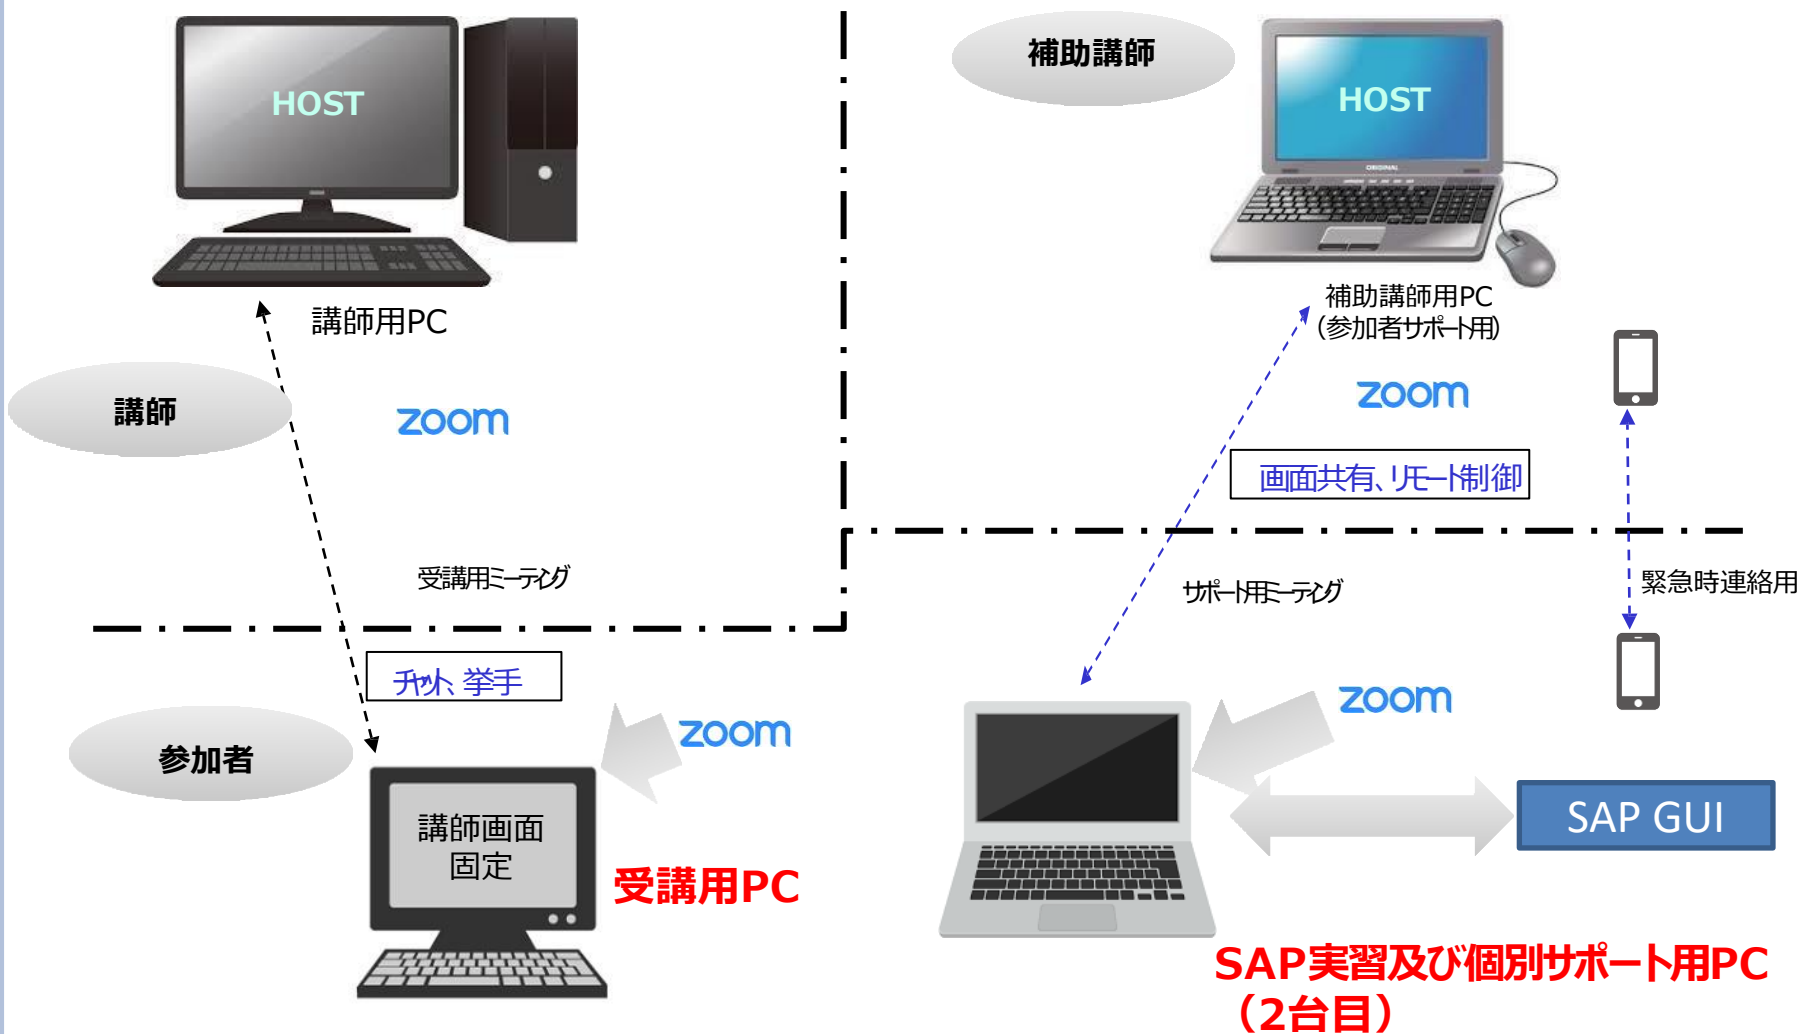 HOST
講師用PC
講師
zoom
受講用ミーティング
チャット、挙手
参加者
zoom
講師画面
固定
受講用PC
補助講師
HOST
ORIGINAL
補助講師用PC
（参加者サポート用）
zoom
画面共有、リモート制御
サポート用ミーティング
緊急時連絡用
zoom
SAP GUI
SAP実習及び個別サポート用PC
（2台目）